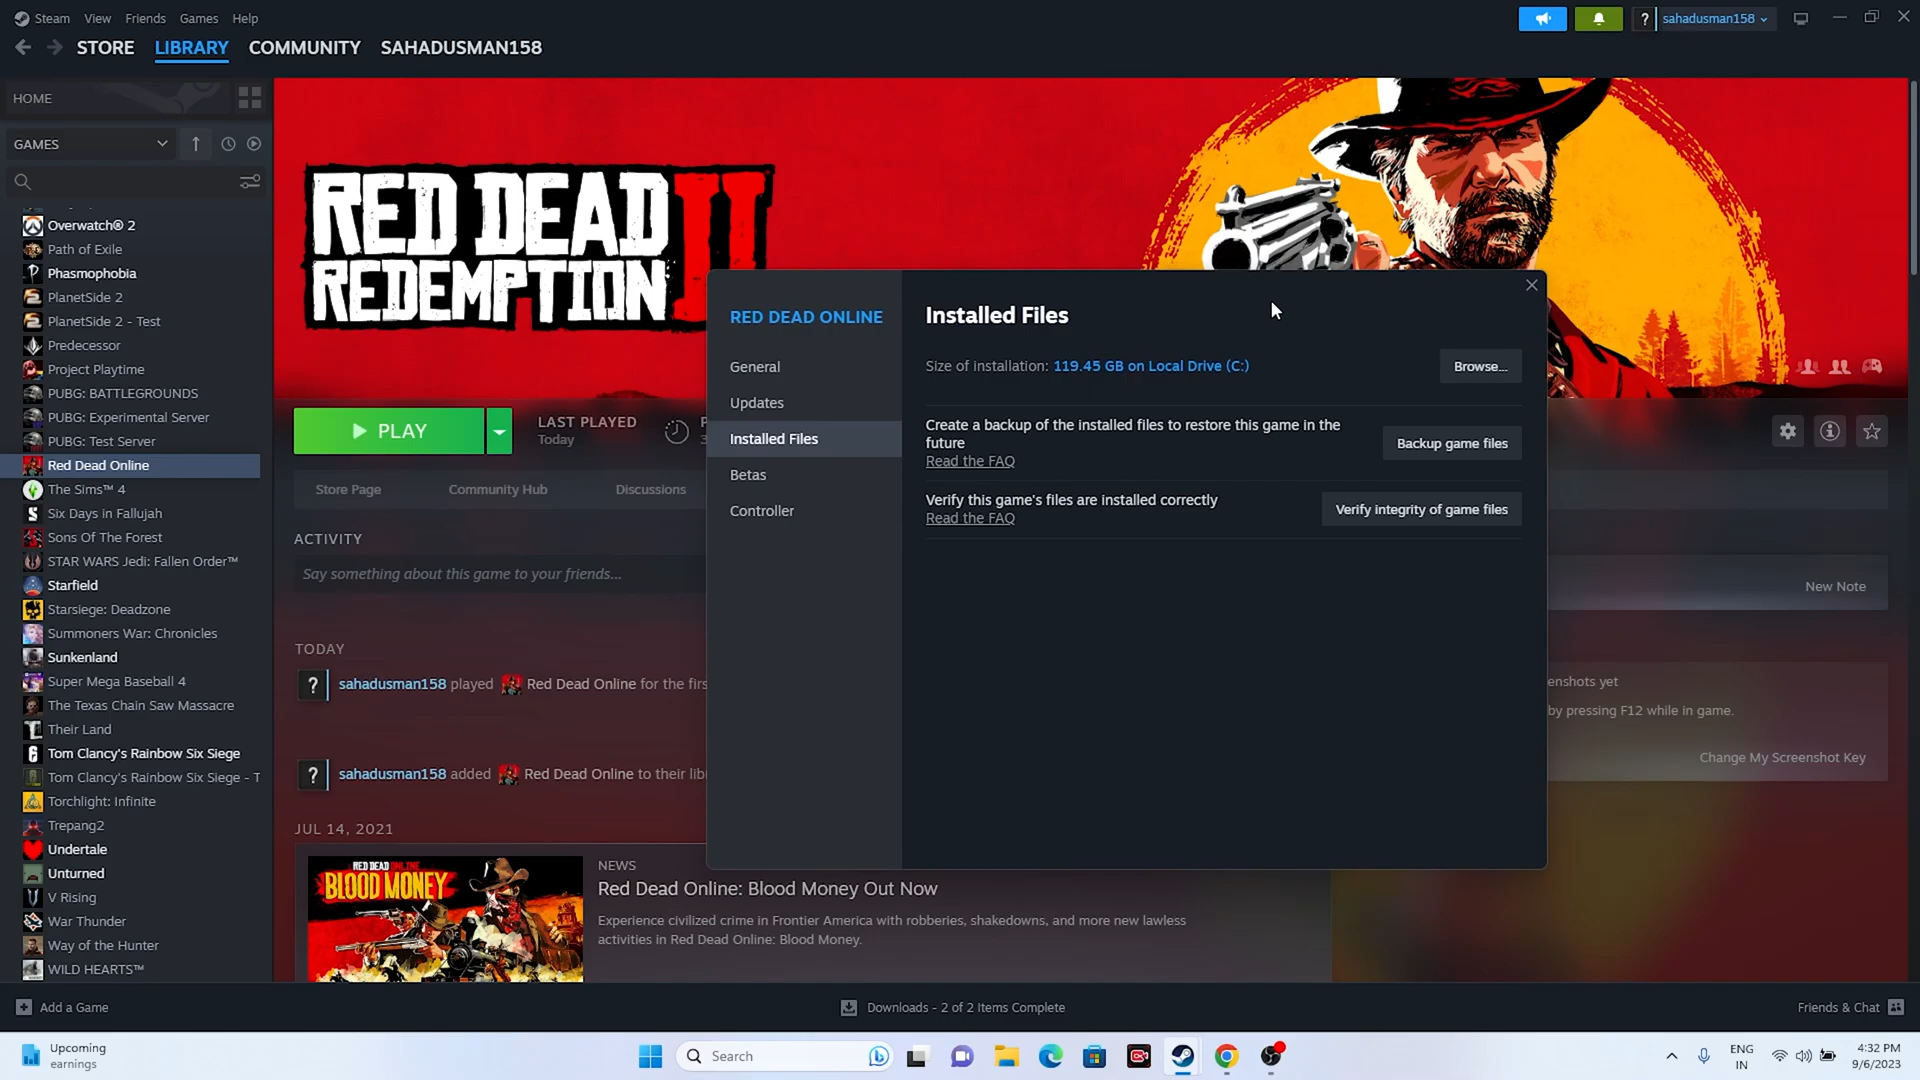 Steam View Friends Games Help
? sahadusman158
STORE LIBRARY COMMUNITY SAHADUSMAN158
HOME
GAMES
Overwatch® 2
Path of Exile
Phasmophobia
PlanetSide 2
PlanetSide 2 - Test
Predecessor
Project Playtime
PUBG: BATTLEGROUNDS
PUBG: Experimental Server
PUBG: Test Server
Red Dead Online
The Sims™ 4
Six Days in Fallujah
Sons Of The Forest
STAR WARS Jedi: Fallen Order™
Starfield
Starsiege: Deadzone
Summoners War: Chronicles
Sunkenland
Super Mega Baseball 4
The Texas Chain Saw Massacre
Their Land
Tom Clancy's Rainbow Six Siege
Tom Clancy's Rainbow Six Siege - T
Torchlight: Infinite
Trepang2
Undertale
Unturned
V Rising
War Thunder
Way of the Hunter
WILD HEARTS™
RED DEAD
REDEMPTION II
PLAY
LAST PLAYED
Today
Store Page Community Hub Discussions
ACTIVITY
Say something about this game to your friends...
TODAY
? sahadusman158 played Red Dead Online for the firs
? sahadusman158 added Red Dead Online to their lib
JUL 14, 2021
RED DEAD ONLINE
BLOOD MONEY
NEWS
Red Dead Online: Blood Money Out Now
Experience civilized crime in Frontier America with robberies, shakedowns, and more new lawless
activities in Red Dead Online: Blood Money.
RED DEAD ONLINE
General
Updates
Installed Files
Betas
Controller
Installed Files
Size of installation: 119.45 GB on Local Drive (C:)
Browse...
Create a backup of the installed files to restore this game in the
future
Read the FAQ
Backup game files
Verify this game's files are installed correctly
Read the FAQ
Verify integrity of game files
New Note
enshots yet
by pressing F12 while in game.
Change My Screenshot Key
Add a Game
Downloads - 2 of 2 Items Complete
Friends & Chat
Upcoming
earnings
Search
ENG
IN
4:32 PM
9/6/2023